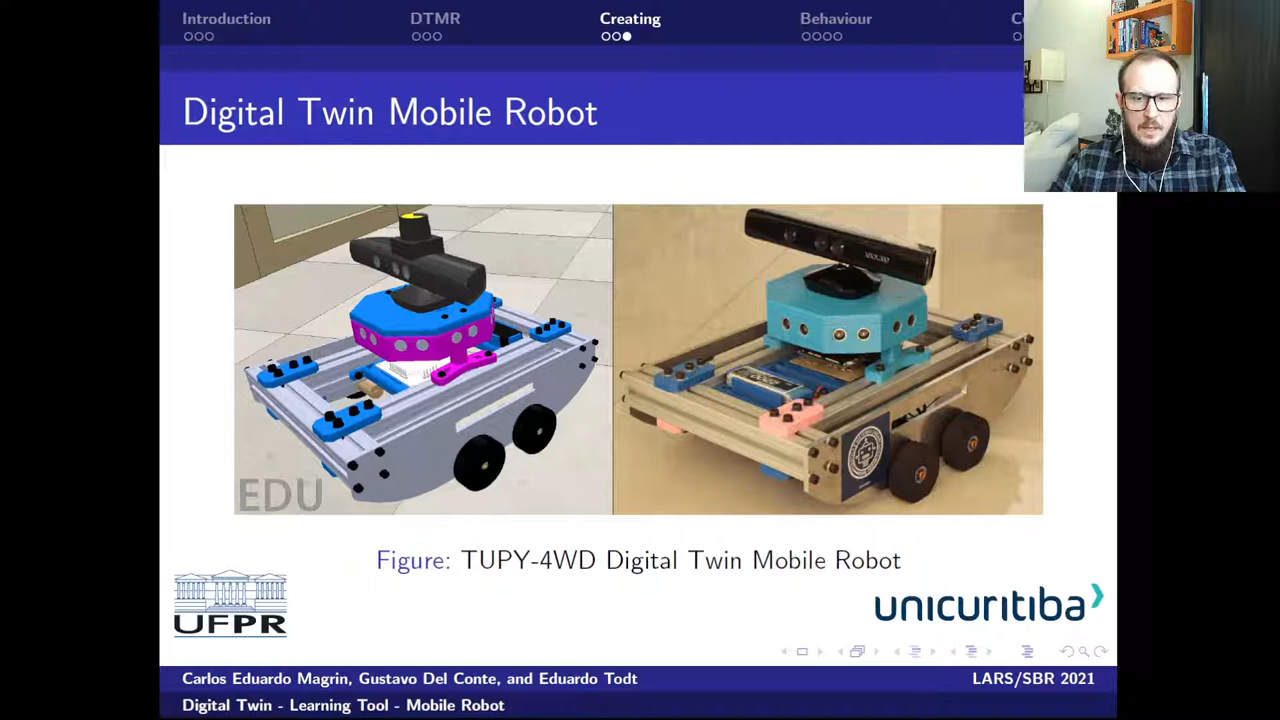 Introduction DTMR Creating Behaviour
Digital Twin Mobile Robot
EDU
Figure: TUPY-4WD Digital Twin Mobile Robot
UFPR
unicuritiba
Carlos Eduardo Magrin, Gustavo Del Conte, and Eduardo Todt LARS/SBR 2021
Digital Twin - Learning Tool - Mobile Robot